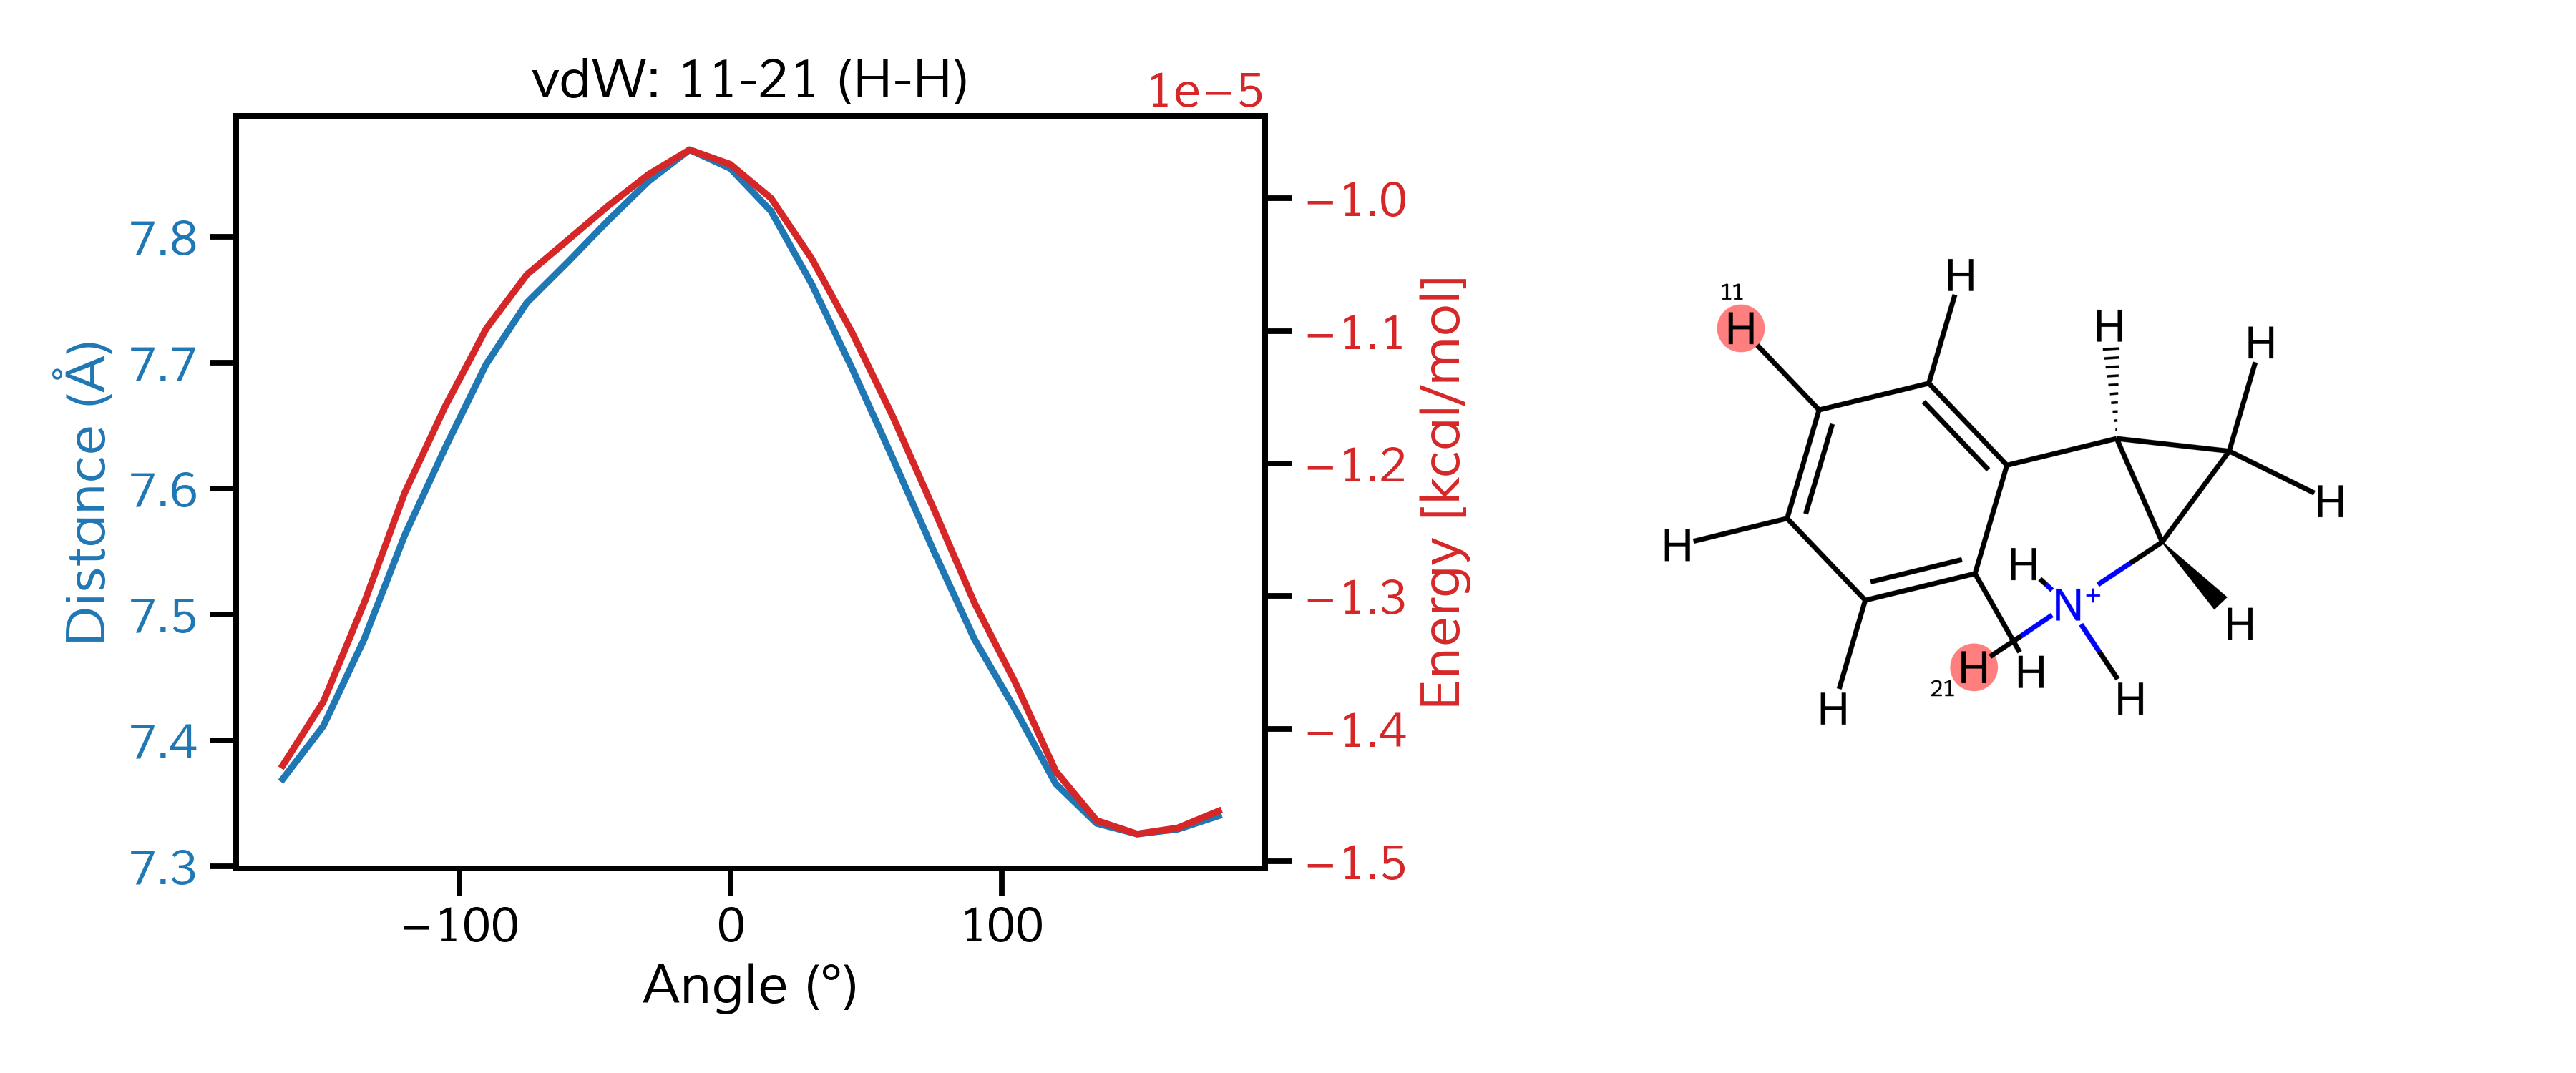 vdW: 11-21 (H-H)
1e−5
Distance (Å)
7.8
7.7
7.6
7.5
7.4
7.3
−100
0
100
Angle (°)
−1.0
−1.1
−1.2
−1.3
−1.4
−1.5
Energy [kcal/mol]
H
11
H
H
H
H
H
H
H
N+
H
H
21
H
H
H